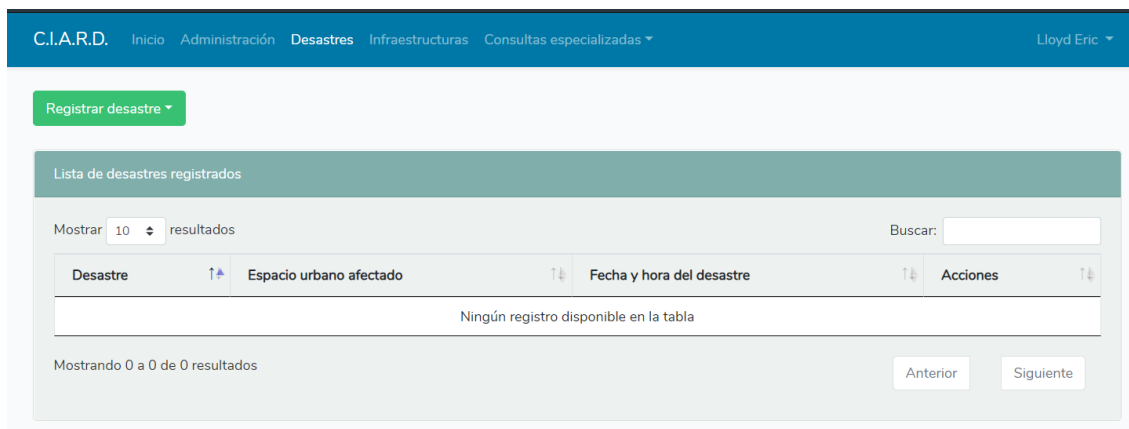 C.I.A.R.D. Inicio Administración Desastres Infraestructuras Consultas especializadas Lloyd Eric
Registrar desastre
Lista de desastres registrados
Mostrar 10 resultados Buscar:
Desastre Espacio urbano afectado Fecha y hora del desastre Acciones
Ningún registro disponible en la tabla
Mostrando 0 a 0 de 0 resultados
Anterior Siguiente